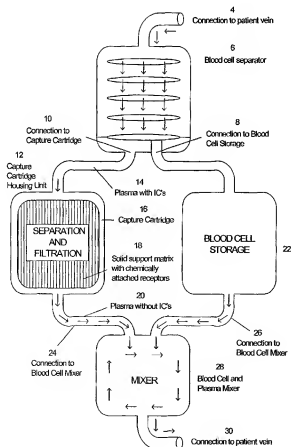 4
Connection to patient vein
6
Blood cell separator
10
Connection to
Capture Cartridge
8
Connection to Blood
Cell Storage
12
Capture
Cartridge
Housing Unit
14
Plasma with IC's
16
Capture Cartridge
SEPARATION
AND
FILTRATION
18
Solid support matrix
with chemically
attached receptors
BLOOD CELL
STORAGE
22
20
Plasma without IC's
24
Connection to
Blood Cell Mixer
26
Connection to
Blood Cell Mixer
MIXER
28
Blood Cell and
Plasma Mixer
30
Connection to patient vein